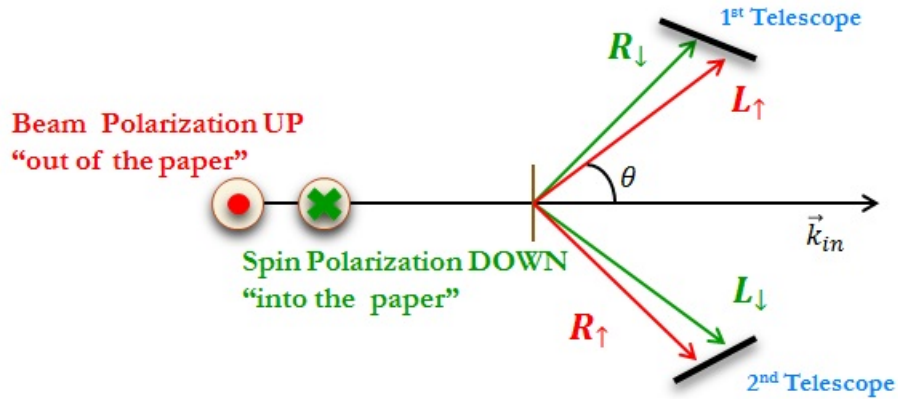 1st Telescope
R↓
L↑
Beam Polarization UP
“out of the paper”
θ
k⃗in
Spin Polarization DOWN
“into the paper”
L↓
R↑
2nd Telescope